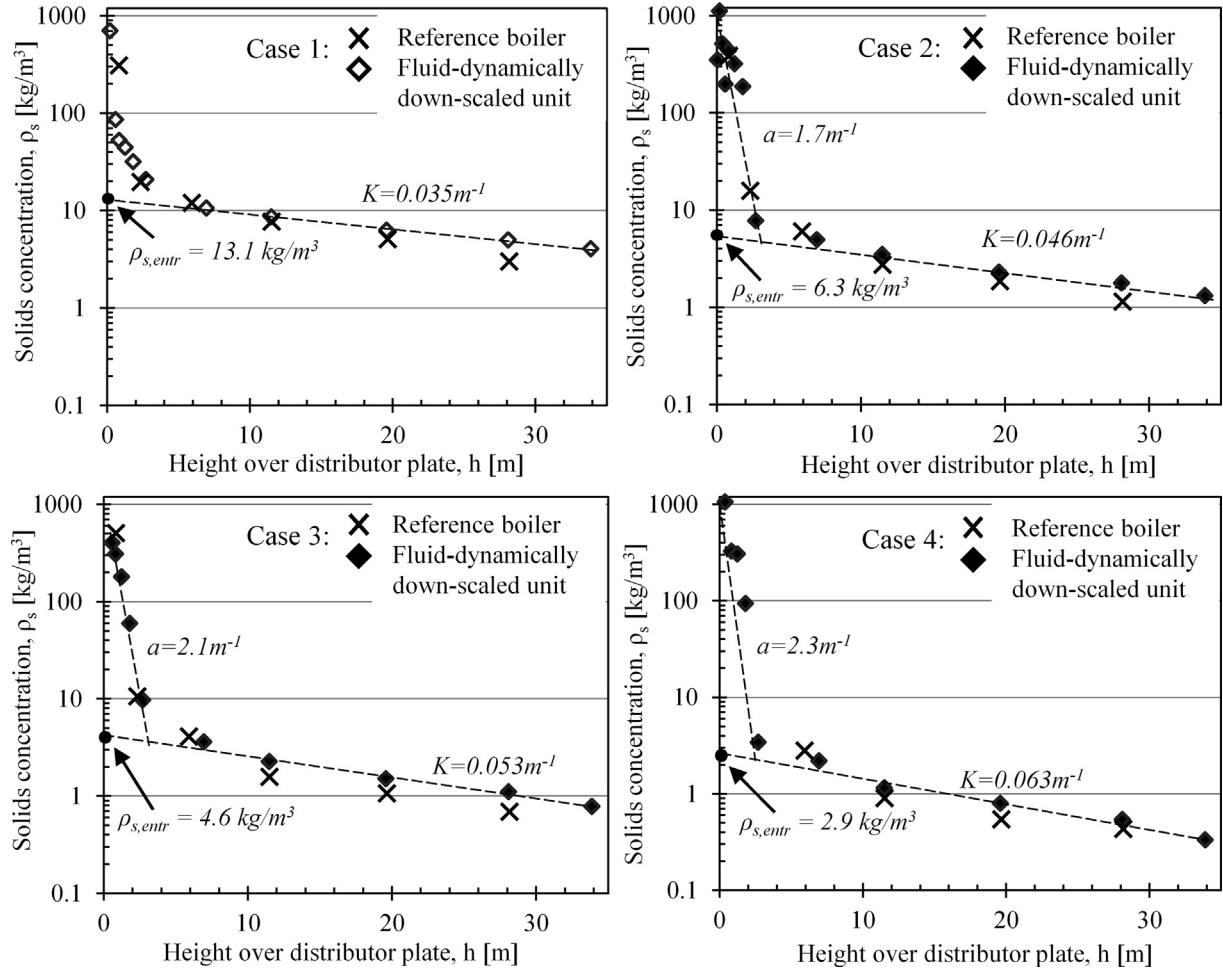 Solids concentration, ρs [kg/m³]
1000
100
10
1
0.1
Case 1:
Reference boiler
Fluid-dynamically
down-scaled unit
K=0.035m⁻¹
ρs,entr = 13.1 kg/m³
0 10 20 30
Height over distributor plate, h [m]
Solids concentration, ρs [kg/m³]
1000
100
10
1
0.1
Case 2:
Reference boiler
Fluid-dynamically
down-scaled unit
a=1.7m⁻¹
K=0.046m⁻¹
ρs,entr = 6.3 kg/m³
0 10 20 30
Height over distributor plate, h [m]
Solids concentration, ρs [kg/m³]
1000
100
10
1
0.1
Case 3:
Reference boiler
Fluid-dynamically
down-scaled unit
a=2.1m⁻¹
K=0.053m⁻¹
ρs,entr = 4.6 kg/m³
0 10 20 30
Height over distributor plate, h [m]
Solids concentration, ρs [kg/m³]
1000
100
10
1
0.1
Case 4:
Reference boiler
Fluid-dynamically
down-scaled unit
a=2.3m⁻¹
K=0.063m⁻¹
ρs,entr = 2.9 kg/m³
0 10 20 30
Height over distributor plate, h [m]